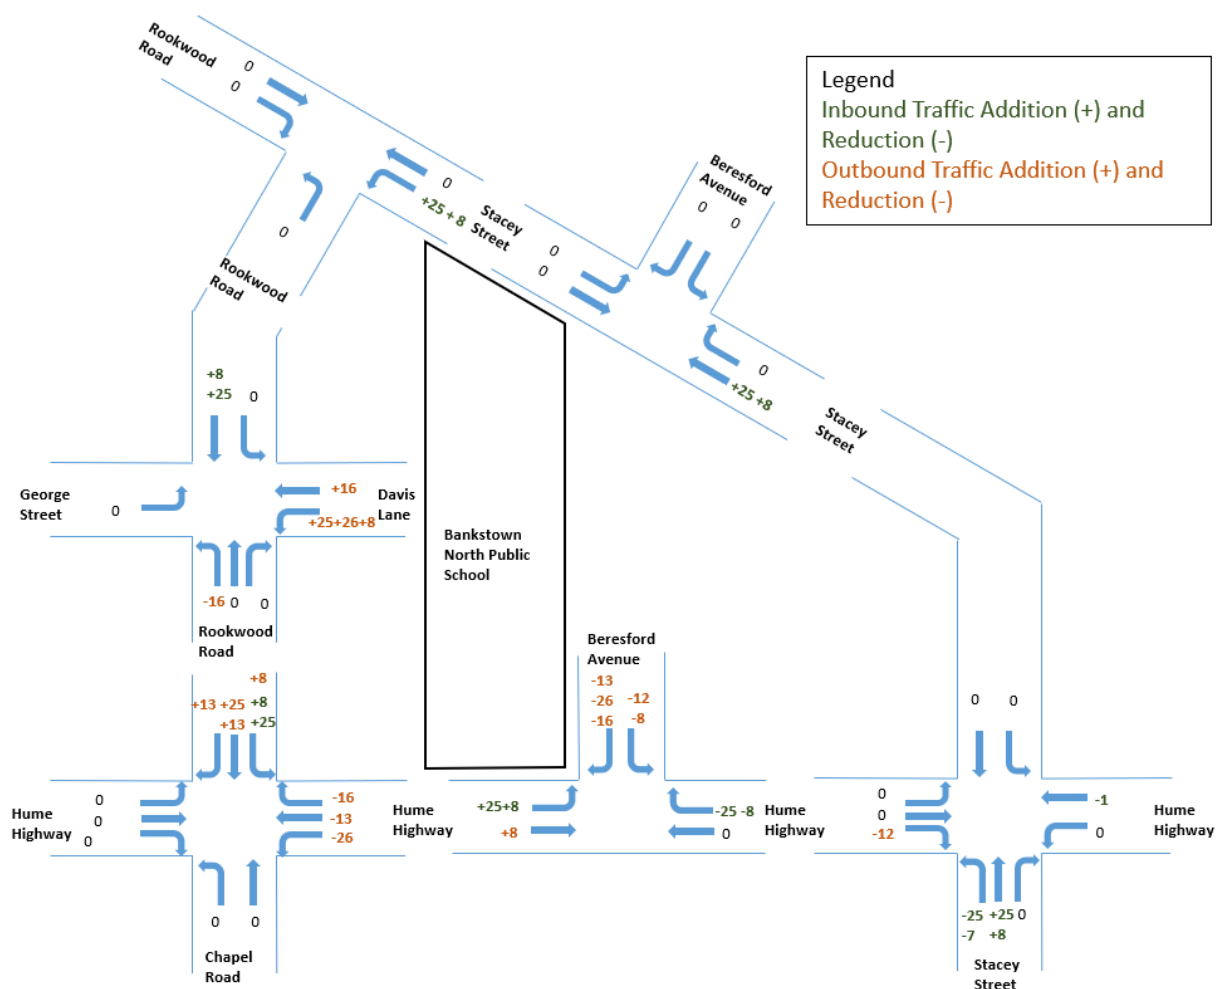 Rookwood
Road
0
0
Legend
Inbound Traffic Addition (+) and
Reduction (-)
Outbound Traffic Addition (+) and
Reduction (-)
Beresford
Avenue
0 0
0
+25 + 8
Stacey
Street
0
0
0
Rookwood
Road
0
+25 +8
Stacey
Street
+8
+25 0
George
Street
0
+16
Davis
Lane
+25+26+8
Bankstown
North Public
School
-16 0 0
Rookwood
Road
Beresford
Avenue
-13
-26 -12
-16 -8
+8
+13 +25 +8
+13 +25
0 0
Hume
Highway
0
0
0
-16
-13
-26
Hume
Highway
+25+8
+8
-25 -8
0
Hume
Highway
0
0
-12
-1
0
Hume
Highway
0 0
Chapel
Road
-25 +25 0
-7 +8
Stacey
Street